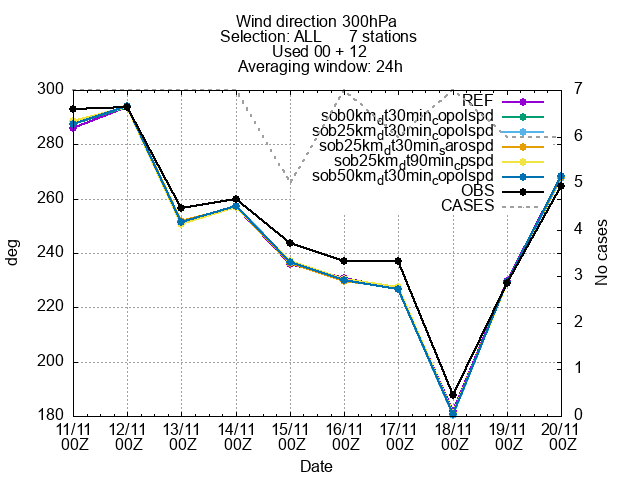 Wind direction 300hPa
Selection: ALL 7 stations
Used 00 + 12
Averaging window: 24h
300 7
REF
sob0km_dt30min_copolspd
sob25km_dt30min_copolspd
280 6
sob25km_dt30min_sarospd
sob25km_dt90min_cpspd
sob50km_dt30min_copolspd
OBS
CASES
260 5
4
240
deg No cases
3
220 2
200 1
180 0
11/11 12/11 13/11 14/11 15/11 16/11 17/11 18/11 19/11 20/11
00Z 00Z 00Z 00Z 00Z 00Z 00Z 00Z 00Z 00Z
Date